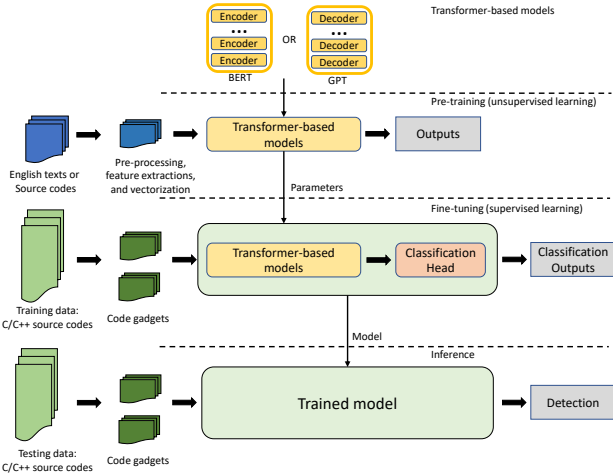 Transformer-based models
Encoder
...
Encoder
Encoder
BERT
OR
Decoder
...
Decoder
Decoder
GPT
Pre-training (unsupervised learning)
English texts or
Source codes
Pre-processing,
feature extractions,
and vectorization
Transformer-based
models
Outputs
Parameters
Fine-tuning (supervised learning)
Training data:
C/C++ source codes
Code gadgets
Transformer-based
models
Classification
Head
Classification
Outputs
Model
Inference
Testing data:
C/C++ source codes
Code gadgets
Trained model
Detection